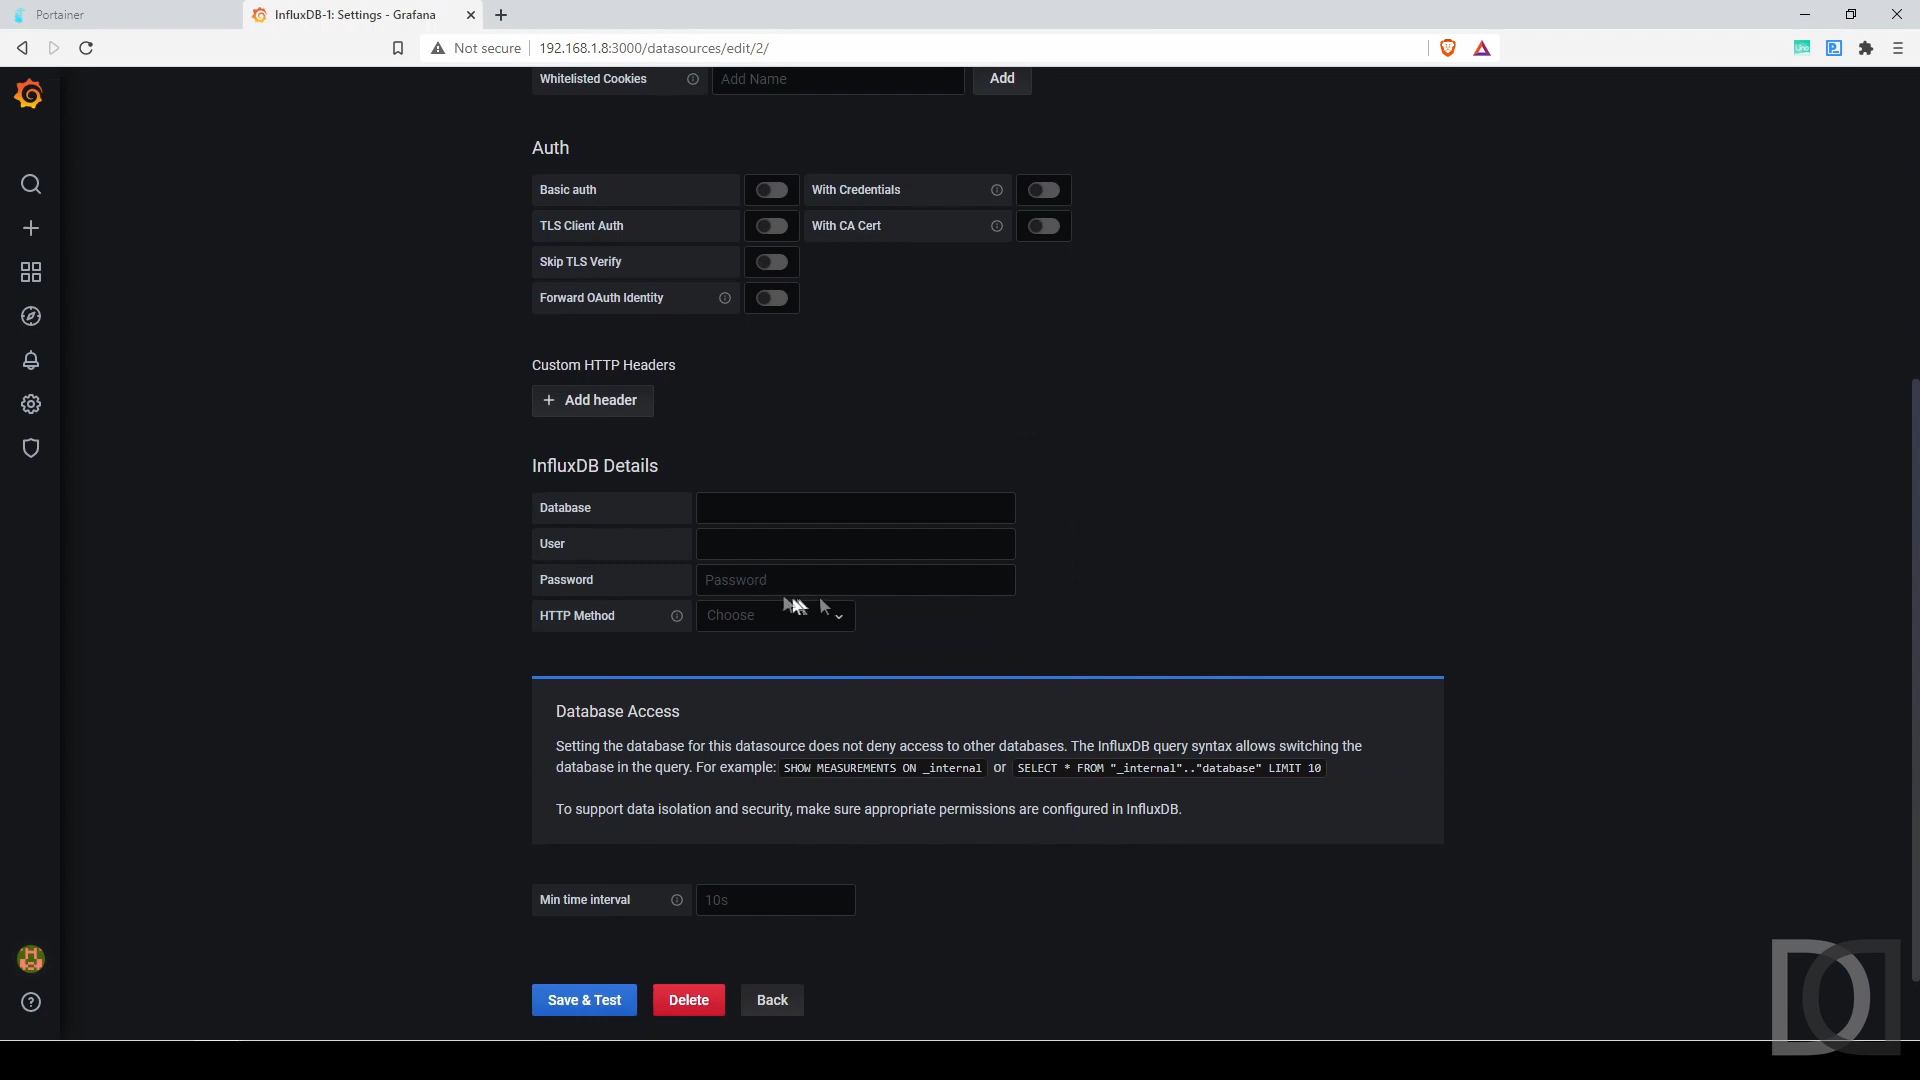 Portainer
InfluxDB-1: Settings - Grafana
Not secure
192.168.1.8:3000/datasources/edit/2/
Whitelisted Cookies
Add Name
Add
Auth
Basic auth
With Credentials
TLS Client Auth
With CA Cert
Skip TLS Verify
Forward OAuth Identity
Custom HTTP Headers
+ Add header
InfluxDB Details
Database
User
Password
Password
HTTP Method
Choose
Database Access
Setting the database for this datasource does not deny access to other databases. The InfluxDB query syntax allows switching the
database in the query. For example: SHOW MEASUREMENTS ON _internal or SELECT * FROM "_internal".."database" LIMIT 10
To support data isolation and security, make sure appropriate permissions are configured in InfluxDB.
Min time interval
10s
Save & Test
Delete
Back